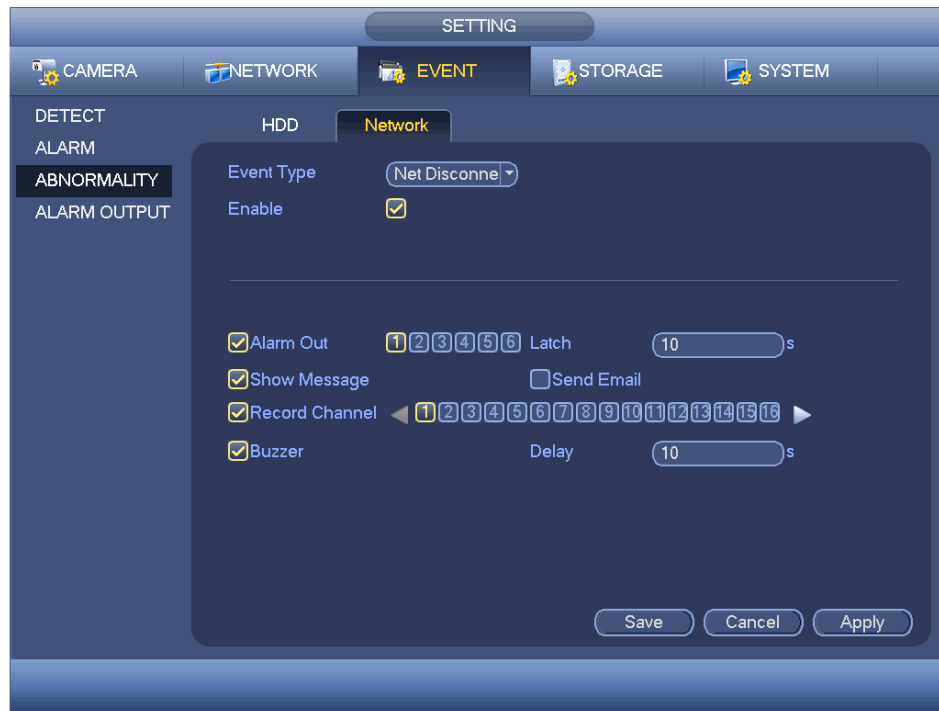 SETTING
CAMERA NETWORK EVENT STORAGE SYSTEM
DETECT
ALARM
ABNORMALITY
ALARM OUTPUT
HDD Network
Event Type Net Disconne
Enable
Alarm Out 1 2 3 4 5 6 Latch 10 s
Show Message Send Email
Record Channel 1 2 3 4 5 6 7 8 9 10 11 12 13 14 15 16
Buzzer Delay 10 s
Save Cancel Apply